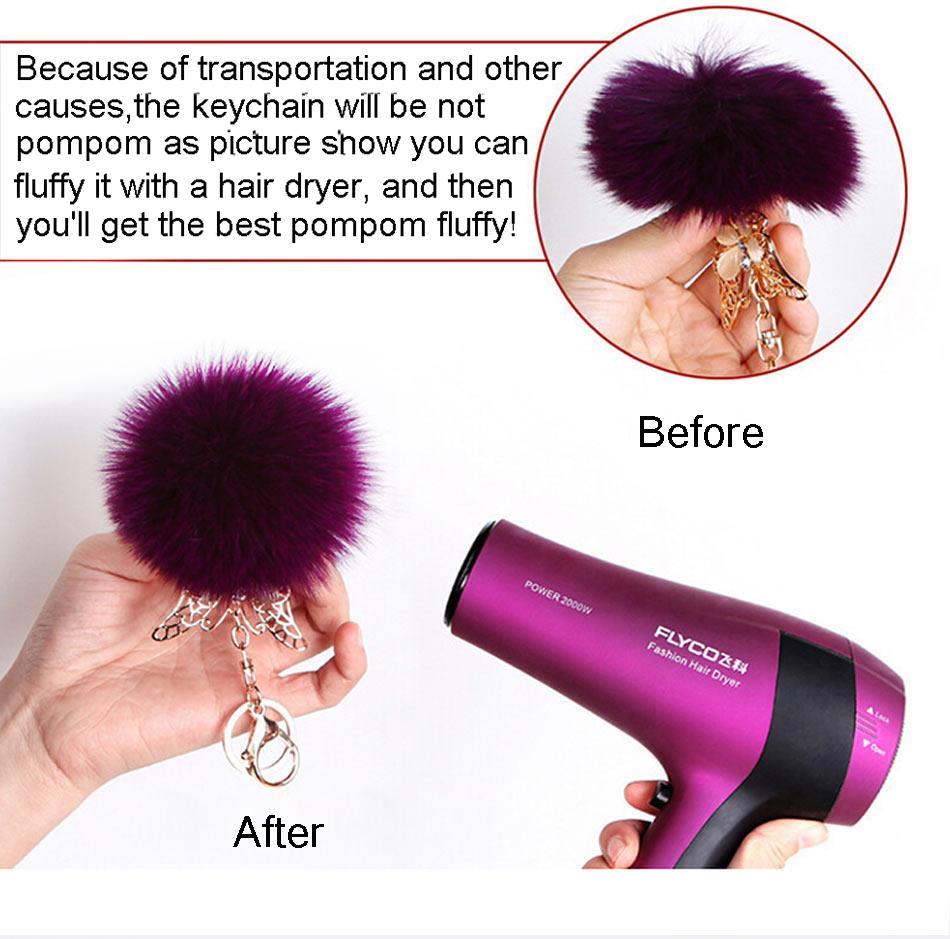 Because of transportation and other
causes,the keychain will be not
pompom as picture show you can
fluffy it with a hair dryer, and then
you'll get the best pompom fluffy!
Before
POWER 2000W
FLYCO飞科
Fashion Hair Dryer
▲ Lock
▼ Open
After